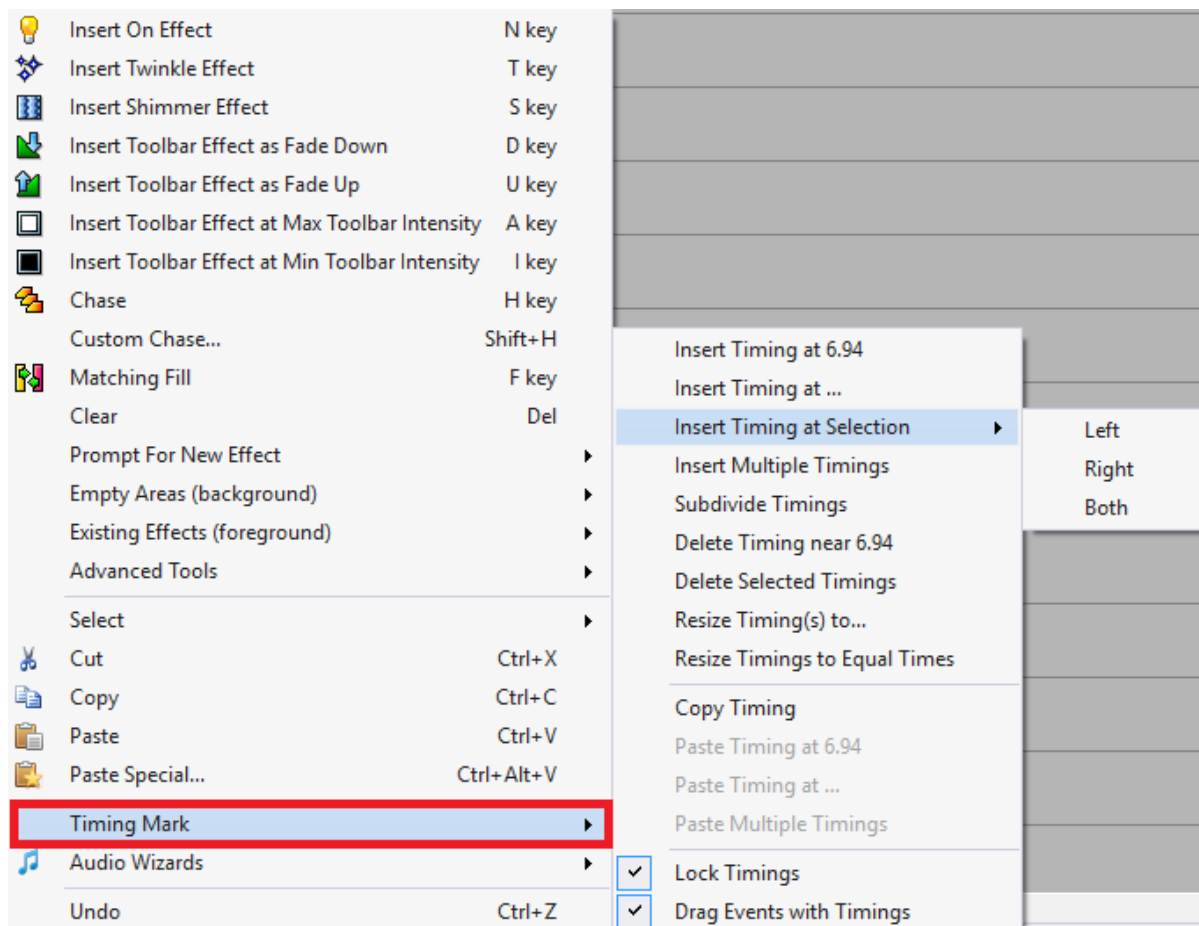 Insert On Effect N key
Insert Twinkle Effect T key
Insert Shimmer Effect S key
Insert Toolbar Effect as Fade Down D key
Insert Toolbar Effect as Fade Up U key
Insert Toolbar Effect at Max Toolbar Intensity A key
Insert Toolbar Effect at Min Toolbar Intensity I key
Chase H key
Custom Chase... Shift+H
Matching Fill F key
Clear Del
Prompt For New Effect
Empty Areas (background)
Existing Effects (foreground)
Advanced Tools
Select
Cut Ctrl+X
Copy Ctrl+C
Paste Ctrl+V
Paste Special... Ctrl+Alt+V
Timing Mark
Audio Wizards
Undo Ctrl+Z
Insert Timing at 6.94
Insert Timing at ...
Insert Timing at Selection
Insert Multiple Timings
Subdivide Timings
Delete Timing near 6.94
Delete Selected Timings
Resize Timing(s) to...
Resize Timings to Equal Times
Copy Timing
Paste Timing at 6.94
Paste Timing at ...
Paste Multiple Timings
Lock Timings
Drag Events with Timings
Left
Right
Both